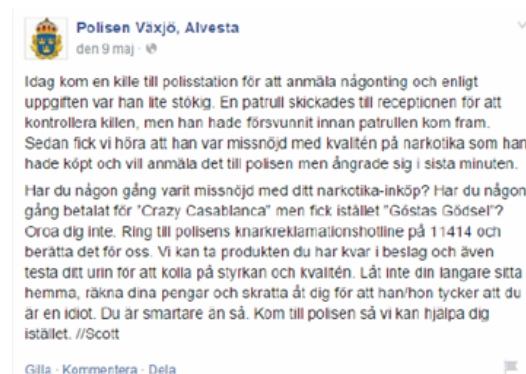 Polisen Växjö, Alvesta
den 9 maj ·
Idag kom en kille till polisstation för att anmäla någonting och enligt
uppgiften var han lite stökig. En patrull skickades till receptionen för att
kontrollera killen, men han hade försvunnit innan patrullen kom fram.
Sedan fick vi höra att han var missnöjd med kvalitén på narkotika som han
hade köpt och vill anmäla det till polisen men ångrade sig i sista minuten.
Har du någon gång varit missnöjd med ditt narkotika-inköp? Har du någon
gång betalat för "Crazy Casablanca" men fick istället "Göstas Gödsel"?
Oroa dig inte. Ring till polisens knarkreklamationshotline på 11414 och
berätta det för oss. Vi kan ta produkten du har kvar i beslag och även
testa ditt urin för att kolla på styrkan och kvalitén. Låt inte din langare sitta
hemma, räkna dina pengar och skratta åt dig för att han/hon tycker att du
är en idiot. Du är smartare än så. Kom till polisen så vi kan hjälpa dig
istället. //Scott
Gilla · Kommentera · Dela